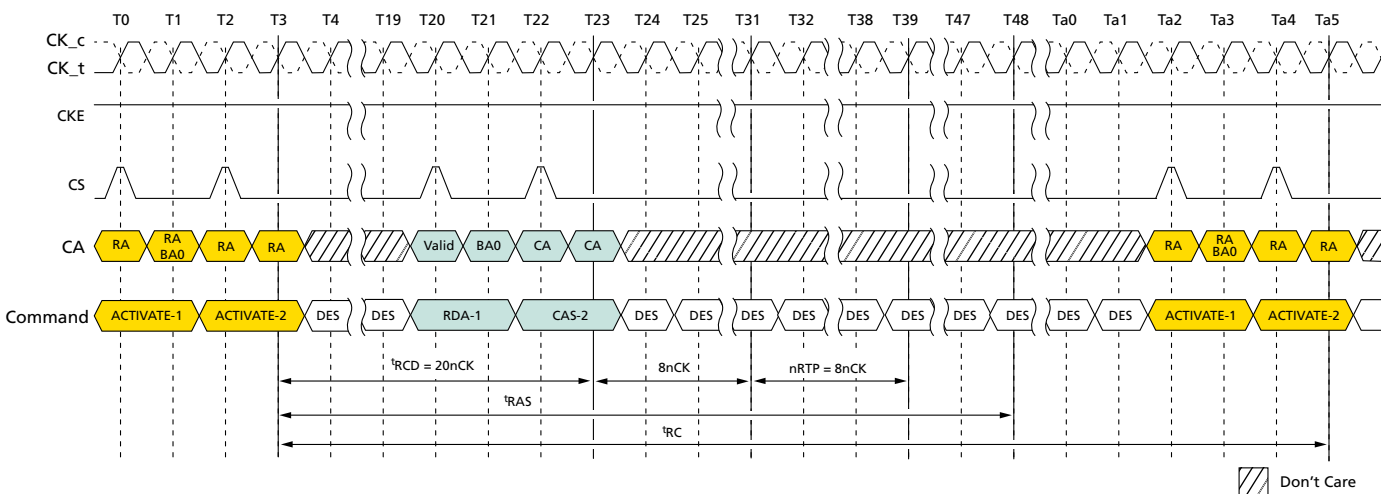 T0 T1 T2 T3 T4 T19 T20 T21 T22 T23 T24 T25 T31 T32 T38 T39 T47 T48 Ta0 Ta1 Ta2 Ta3 Ta4 Ta5
CK_c
CK_t
CKE
CS
CA RA RA BA0 RA RA Valid BA0 CA CA RA RA BA0 RA RA
Command ACTIVATE-1 ACTIVATE-2 DES DES RDA-1 CAS-2 DES DES DES DES DES DES DES DES DES DES ACTIVATE-1 ACTIVATE-2
tRCD = 20nCK 8nCK nRTP = 8nCK
tRAS
tRC
Don't Care